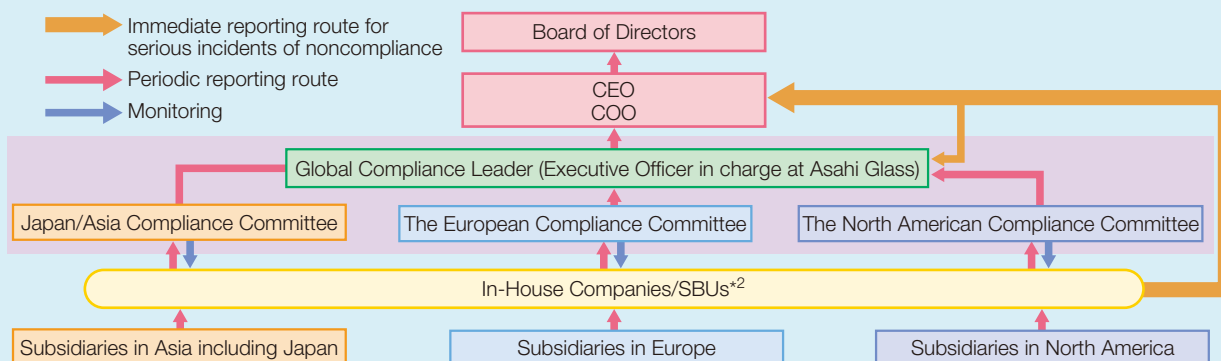 Immediate reporting route for
serious incidents of noncompliance
Periodic reporting route
Monitoring
Board of Directors
CEO
COO
Global Compliance Leader (Executive Officer in charge at Asahi Glass)
Japan/Asia Compliance Committee
The European Compliance Committee
The North American Compliance Committee
In-House Companies/SBUs*2
Subsidiaries in Asia including Japan
Subsidiaries in Europe
Subsidiaries in North America